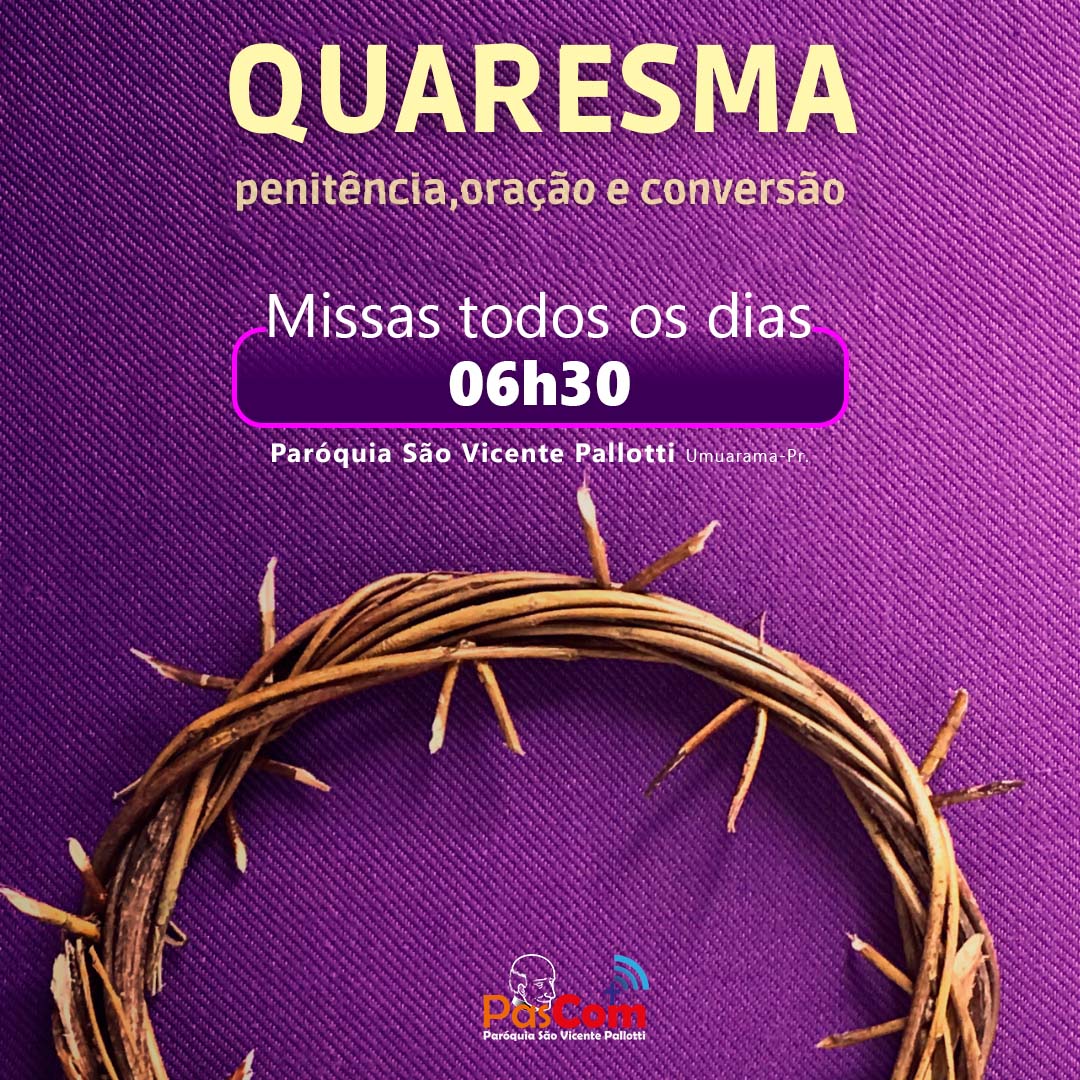 QUARESMA
penitência,oração e conversão
Missas todos os dias
06h30
Paróquia São Vicente Pallotti Umuarama-Pr.
PasCom
Paróquia São Vicente Pallotti